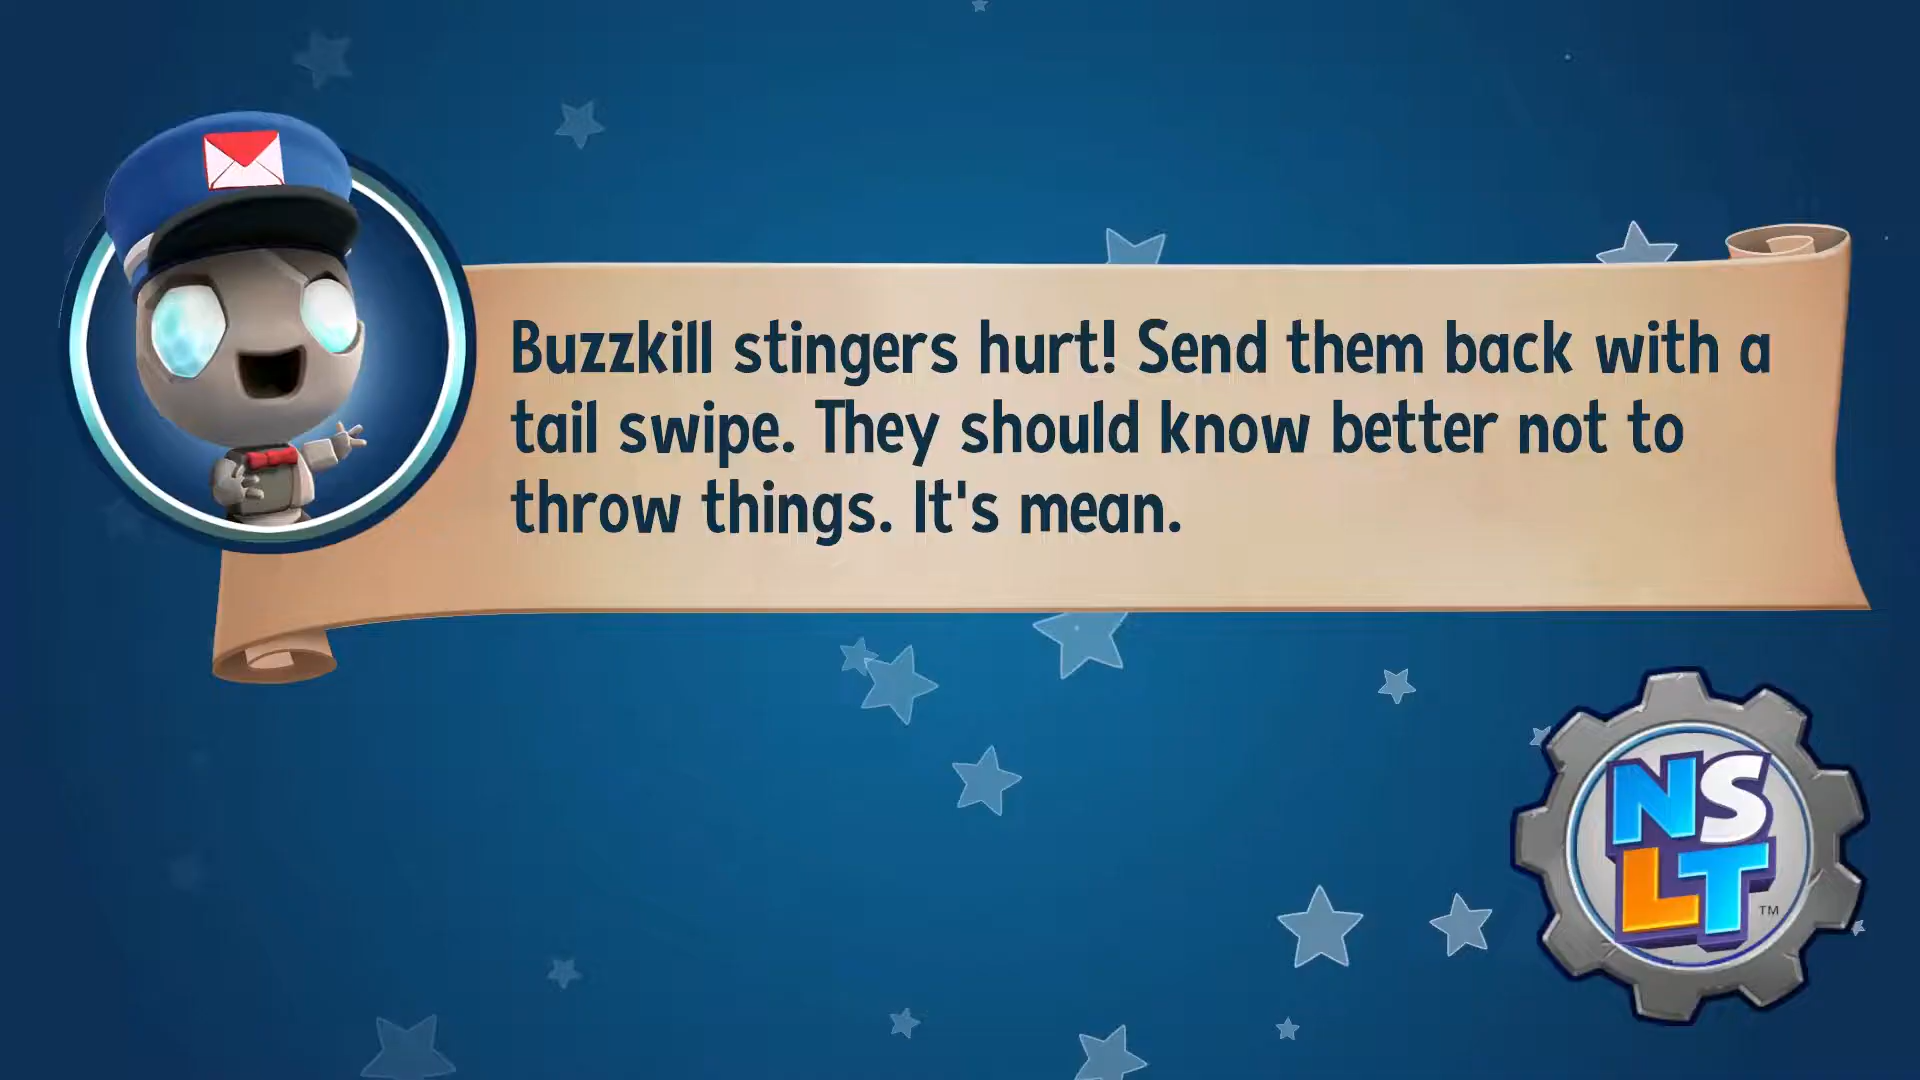 Buzzkill stingers hurt! Send them back with a
tail swipe. They should know better not to
throw things. It's mean.
NS
LT
TM